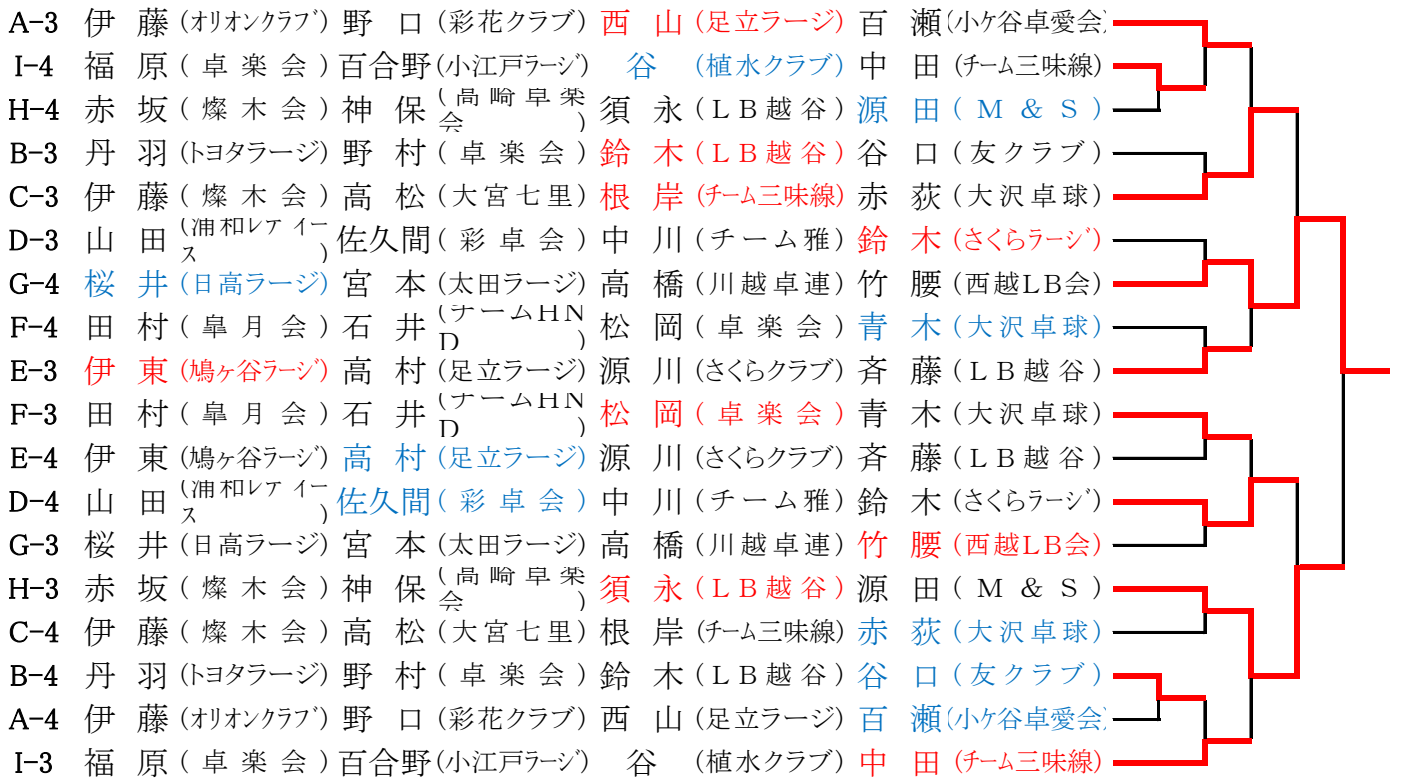 A-3 伊藤(オリオンクラブ) 野口(彩花クラブ) 西山(足立ラージ) 百瀬(小ケ谷卓愛会)
I-4 福原(卓楽会) 百合野(小江戸ラージ) 谷(植水クラブ) 中田(チーム三味線)
H-4 赤坂(燦木会) 神保(高崎卓楽会) 須永(LB越谷) 源田(M&S)
B-3 丹羽(トヨタラージ) 野村(卓楽会) 鈴木(LB越谷) 谷口(友クラブ)
C-3 伊藤(燦木会) 高松(大宮七里) 根岸(チーム三味線) 赤荻(大沢卓球)
D-3 山田(浦和レディース) 佐久間(彩卓会) 中川(チーム雅) 鈴木(さくらラージ)
G-4 桜井(日高ラージ) 宮本(太田ラージ) 高橋(川越卓連) 竹腰(西越LB会)
F-4 田村(皐月会) 石井(チームHND) 松岡(卓楽会) 青木(大沢卓球)
E-3 伊東(鳩ヶ谷ラージ) 高村(足立ラージ) 源川(さくらクラブ) 斉藤(LB越谷)
F-3 田村(皐月会) 石井(チームHND) 松岡(卓楽会) 青木(大沢卓球)
E-4 伊東(鳩ヶ谷ラージ) 高村(足立ラージ) 源川(さくらクラブ) 斉藤(LB越谷)
D-4 山田(浦和レディース) 佐久間(彩卓会) 中川(チーム雅) 鈴木(さくらラージ)
G-3 桜井(日高ラージ) 宮本(太田ラージ) 高橋(川越卓連) 竹腰(西越LB会)
H-3 赤坂(燦木会) 神保(高崎卓楽会) 須永(LB越谷) 源田(M&S)
C-4 伊藤(燦木会) 高松(大宮七里) 根岸(チーム三味線) 赤荻(大沢卓球)
B-4 丹羽(トヨタラージ) 野村(卓楽会) 鈴木(LB越谷) 谷口(友クラブ)
A-4 伊藤(オリオンクラブ) 野口(彩花クラブ) 西山(足立ラージ) 百瀬(小ケ谷卓愛会)
I-3 福原(卓楽会) 百合野(小江戸ラージ) 谷(植水クラブ) 中田(チーム三味線)